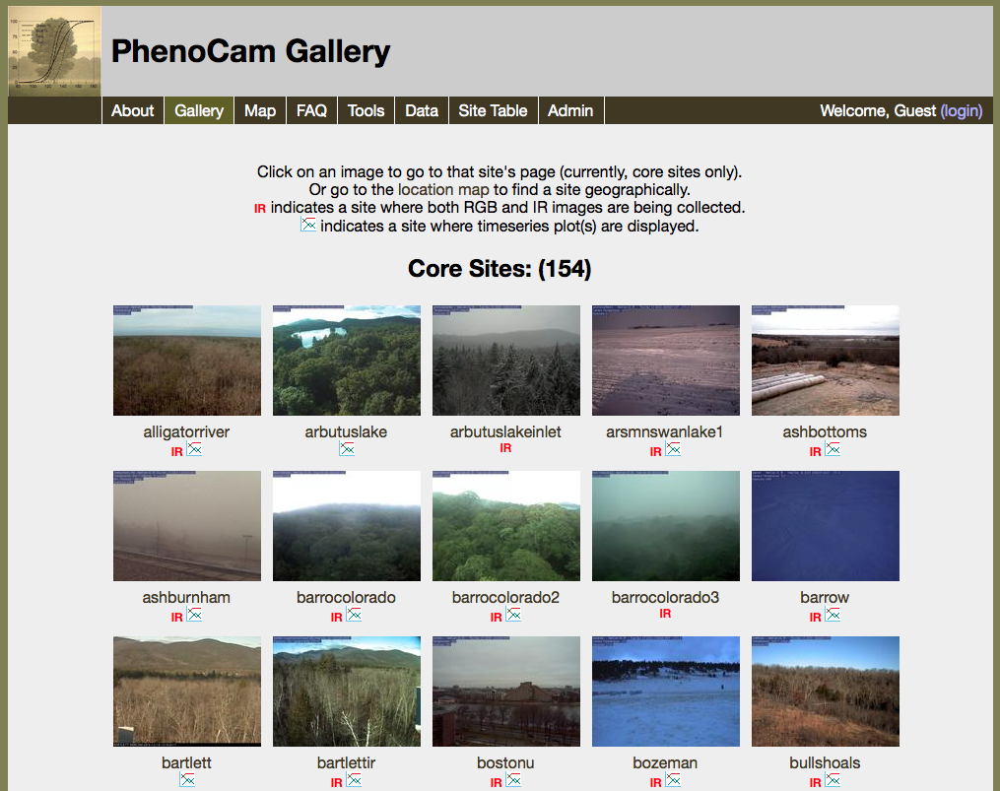 PhenoCam Gallery
About Gallery Map FAQ Tools Data Site Table Admin Welcome, Guest (login)
Click on an image to go to that site's page (currently, core sites only).
Or go to the location map to find a site geographically.
IR indicates a site where both RGB and IR images are being collected.
indicates a site where timeseries plot(s) are displayed.
Core Sites: (154)
alligatorriver arbutuslake arbutuslakeinlet arsmnswanlake1 ashbottoms
IR IR IR IR
ashburnham barrocolorado barrocolorado2 barrocolorado3 barrow
IR IR IR IR IR
bartlett bartlettir bostonu bozeman bullshoals
IR IR IR IR